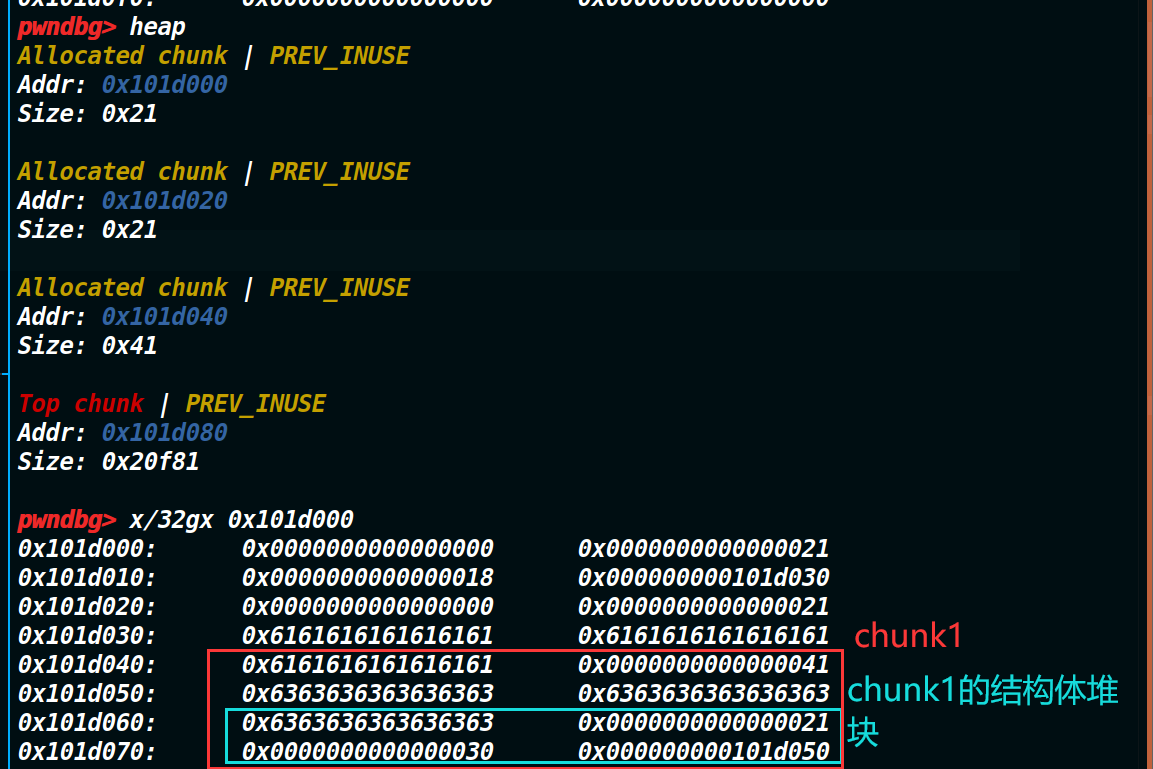 0x101d0f0:      0x0000000000000000      0x0000000000000000
pwndbg> heap
Allocated chunk | PREV_INUSE
Addr: 0x101d000
Size: 0x21
Allocated chunk | PREV_INUSE
Addr: 0x101d020
Size: 0x21
Allocated chunk | PREV_INUSE
Addr: 0x101d040
Size: 0x41
Top chunk | PREV_INUSE
Addr: 0x101d080
Size: 0x20f81
pwndbg> x/32gx 0x101d000
0x101d000:      0x0000000000000000      0x0000000000000021
0x101d010:      0x0000000000000018      0x000000000101d030
0x101d020:      0x0000000000000000      0x0000000000000021
0x101d030:      0x6161616161616161      0x6161616161616161
chunk1
0x101d040:      0x6161616161616161      0x0000000000000041
0x101d050:      0x6363636363636363      0x6363636363636363
chunk1的结构体堆
块
0x101d060:      0x6363636363636363      0x0000000000000021
0x101d070:      0x0000000000000030      0x000000000101d050